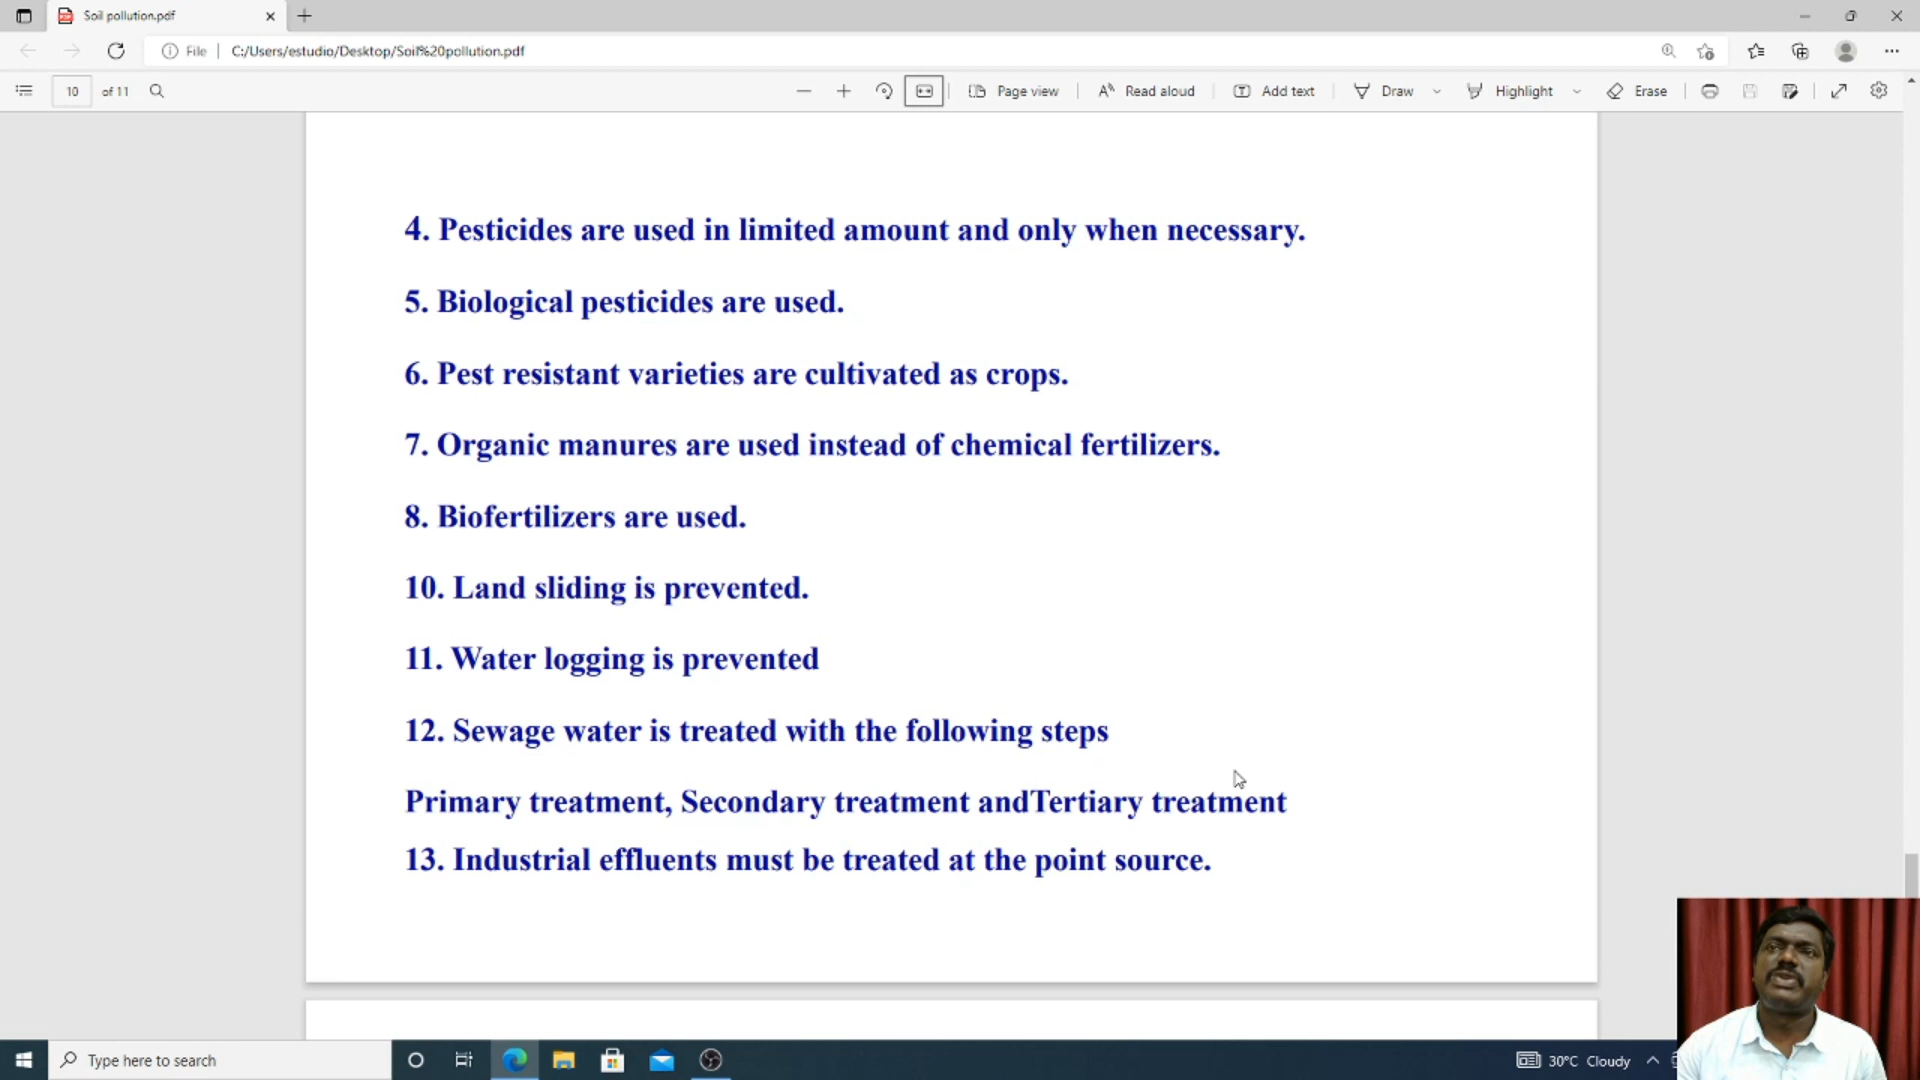 Soil pollution.pdf
File
C:/Users/estudio/Desktop/Soil%20pollution.pdf
10 of 11
Page view
Read aloud
Add text
Draw
Highlight
Erase
4. Pesticides are used in limited amount and only when necessary.
5. Biological pesticides are used.
6. Pest resistant varieties are cultivated as crops.
7. Organic manures are used instead of chemical fertilizers.
8. Biofertilizers are used.
10. Land sliding is prevented.
11. Water logging is prevented
12. Sewage water is treated with the following steps
Primary treatment, Secondary treatment andTertiary treatment
13. Industrial effluents must be treated at the point source.
Type here to search
30°C Cloudy